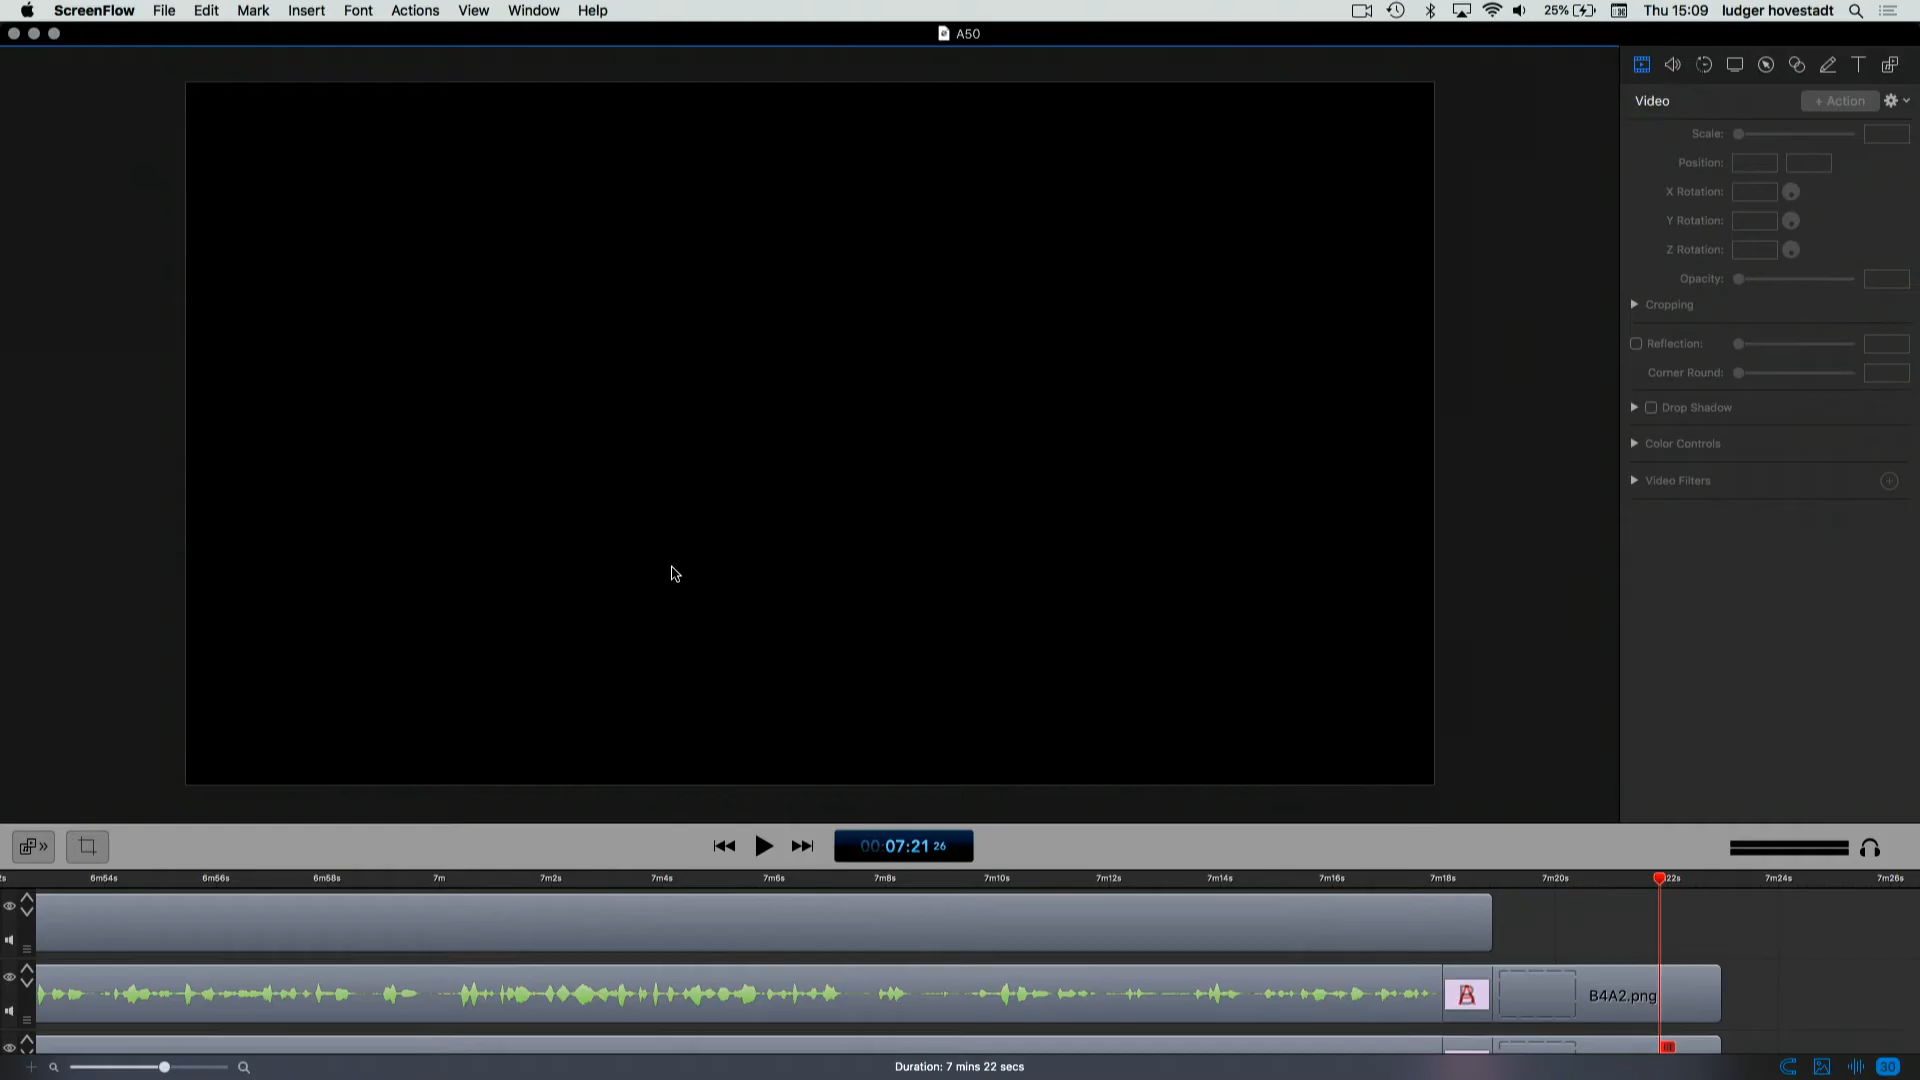 ScreenFlow File Edit Mark Insert Font Actions View Window Help 25% Thu 15:09 ludger hovestadt
A50
Video + Action
Scale:
Position:
X Rotation:
Y Rotation:
Z Rotation:
Opacity:
Cropping
Reflection:
Corner Round:
Drop Shadow
Color Controls
Video Filters
00:07:21 26
6m54s 6m56s 6m58s 7m 7m2s 7m4s 7m6s 7m8s 7m10s 7m12s 7m14s 7m16s 7m18s 7m20s 22s 7m24s 7m26s
B4A2.png
Duration: 7 mins 22 secs
30